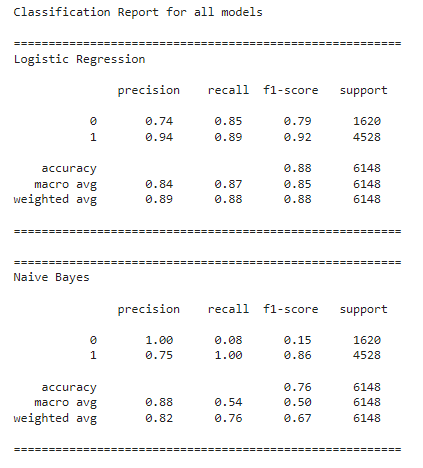 Classification Report for all models
========================================================
Logistic Regression
precision recall f1-score support
0 0.74 0.85 0.79 1620
1 0.94 0.89 0.92 4528
accuracy 0.88 6148
macro avg 0.84 0.87 0.85 6148
weighted avg 0.89 0.88 0.88 6148
========================================================
========================================================
Naive Bayes
precision recall f1-score support
0 1.00 0.08 0.15 1620
1 0.75 1.00 0.86 4528
accuracy 0.76 6148
macro avg 0.88 0.54 0.50 6148
weighted avg 0.82 0.76 0.67 6148
========================================================